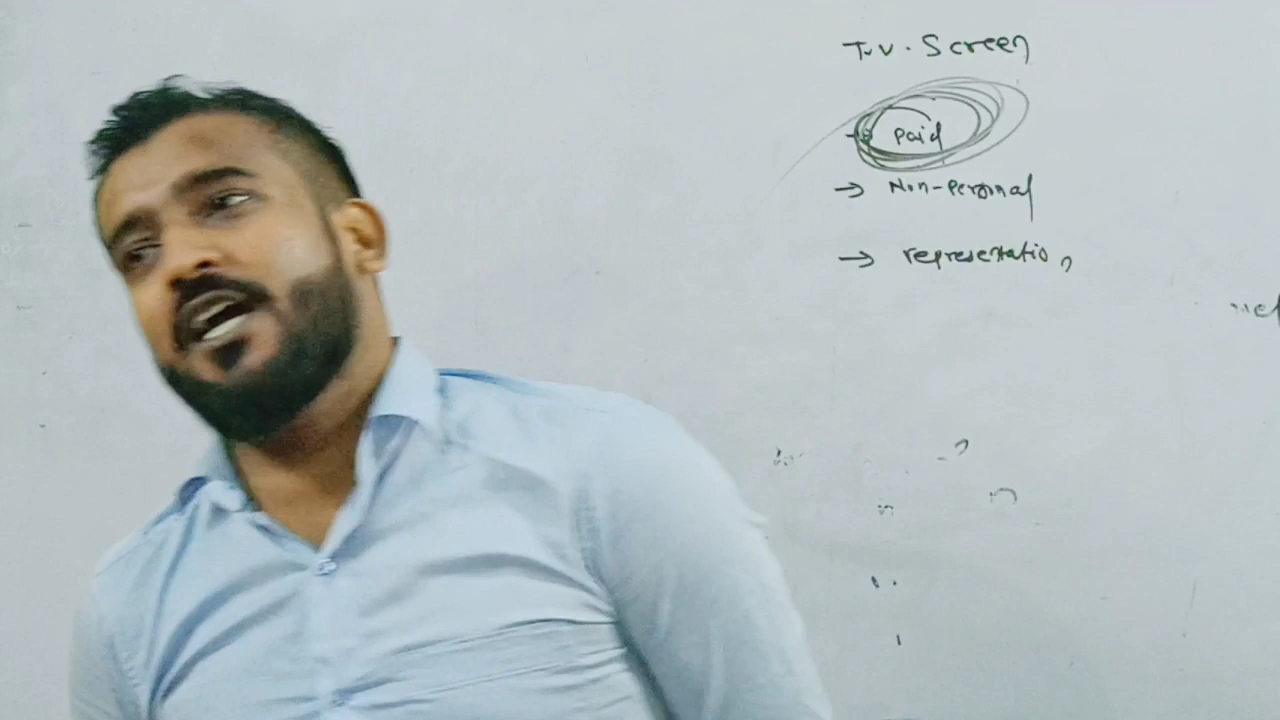 T.V. Screen
→ Paid
→ Non-personal
→ representation